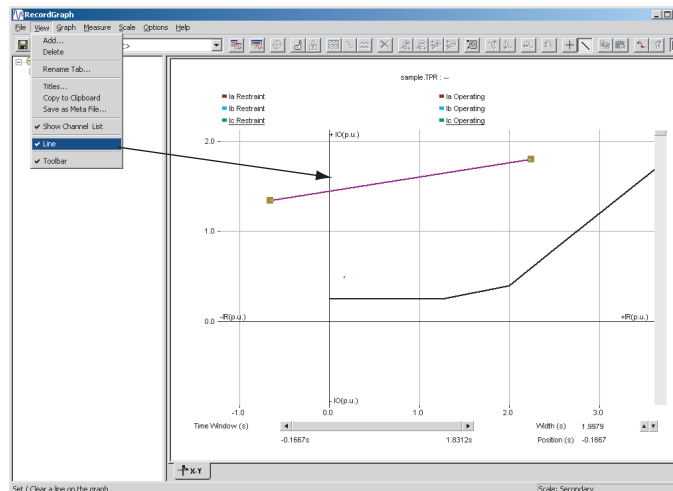 RecordGraph
File View Graph Measure Scale Options Help
Add...
Delete
Rename Tab...
Titles...
Copy to Clipboard
Save as Meta File...
Show Channel List
Line
Toolbar
sample.TPR : --
Ia Restraint
Ia Operating
Ib Restraint
Ib Operating
Ic Restraint
Ic Operating
+ IO(p.u.)
2.0
1.0
0.0
-IR(p.u.)
+IR(p.u.)
- IO(p.u.)
-1.0 0.0 1.0 2.0 3.0
Time Window (s)
Width (s) 1.9979
-0.1667s 1.8312s
Position (s) -0.1667
X-Y
Set / Clear a line on the graph
Scale: Secondary